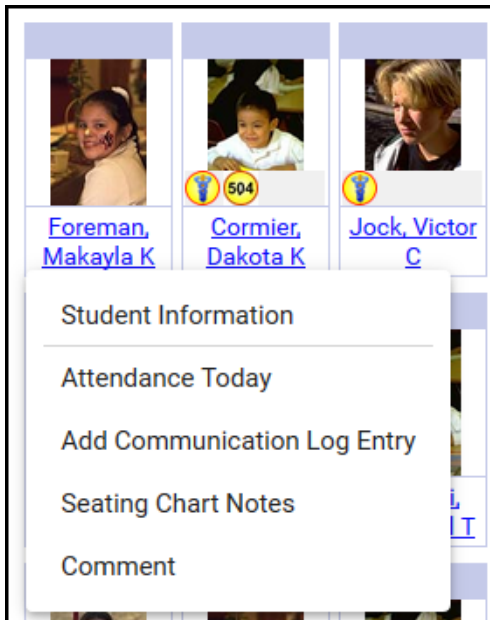 504
Foreman,
Makayla K
Cormier,
Dakota K
Jock, Victor
C
Student Information
Attendance Today
Add Communication Log Entry
Seating Chart Notes
Comment
T